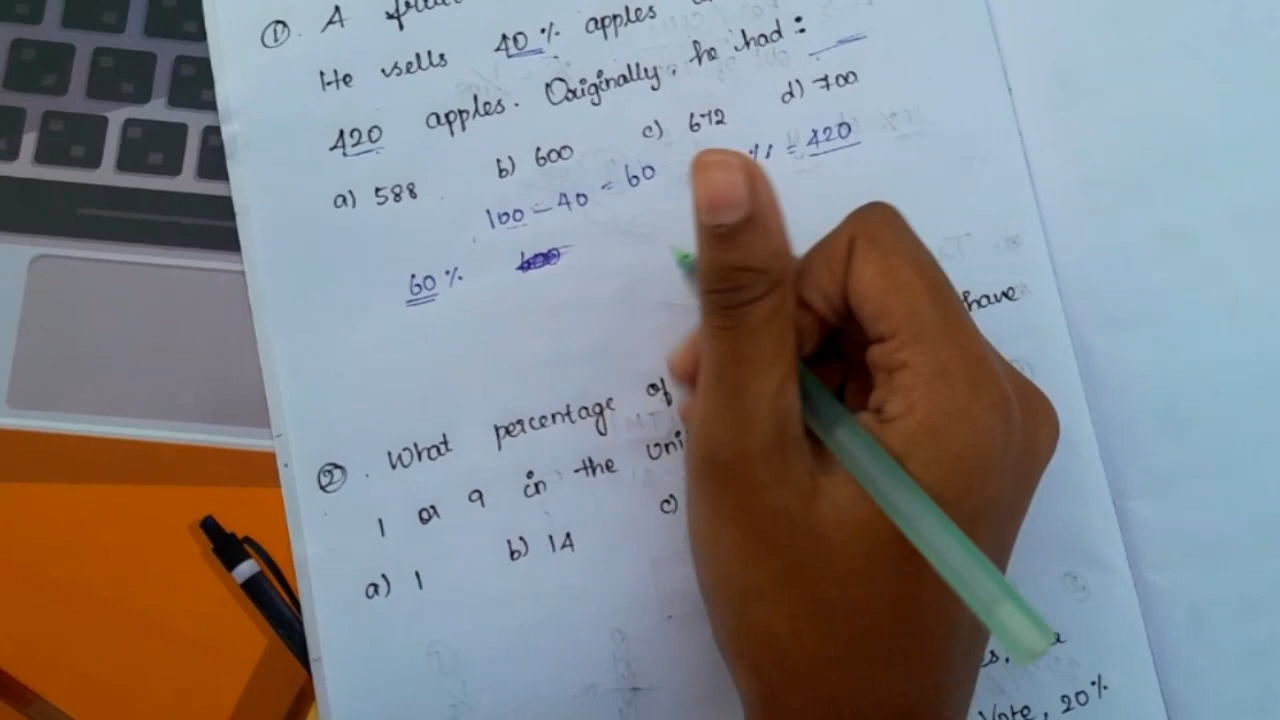 ①. A
He sells 40% apples
420 apples. Originally, he had:
a) 588 b) 600 c) 672 d) 700
100 - 40 = 60 % = 420
60%
have
②. What percentage of
1 or 9 in the
a) 1 b) 14 c)
Vote, 20%